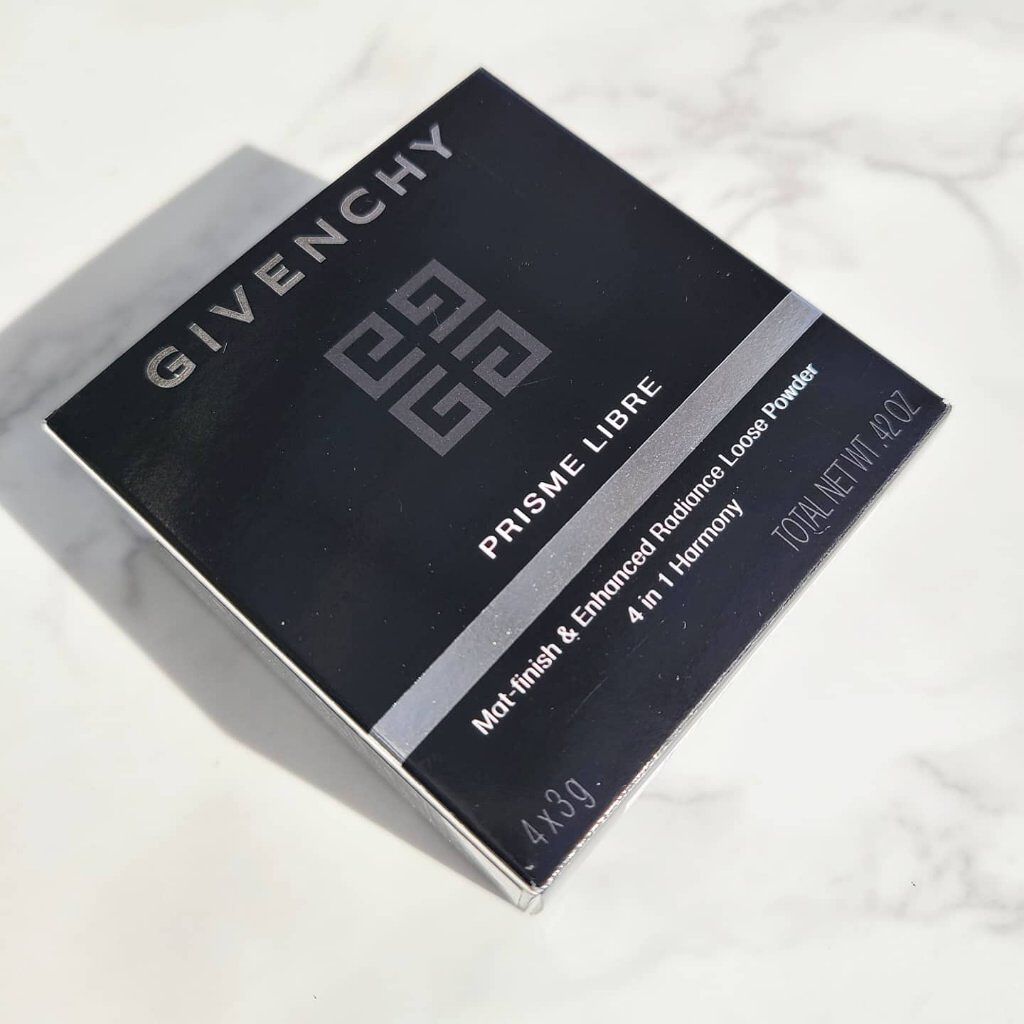 GIVENCHY
PRISME LIBRE
Mat-finish & Enhanced Radiance Loose Powder
4 in 1 Harmony
4x3g. TOTAL NET WT .42 OZ